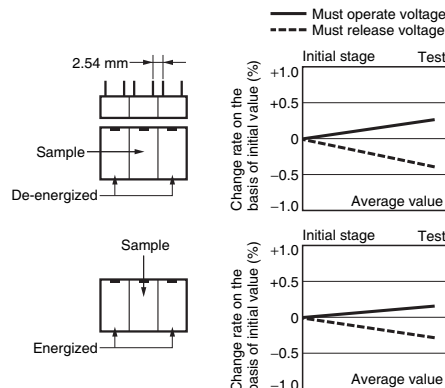 Must operate voltage
Must release voltage
2.54 mm
Sample
De-energized
Initial stage Test
Change rate on the
basis of initial value (%)
+1.0
+0.5
0
−0.5
−1.0
Average value
Sample
Energized
Initial stage Test
Change rate on the
basis of initial value (%)
+1.0
+0.5
0
−0.5
−1.0
Average value